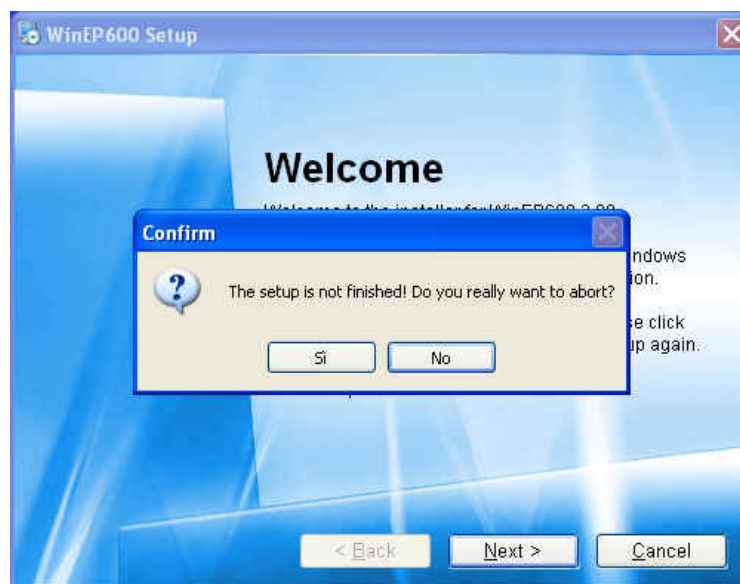 WinEP600 Setup
Welcome
Confirm
ndows
ion.
The setup is not finished! Do you really want to abort?
se click
up again.
Sì
No
< Back
Next >
Cancel